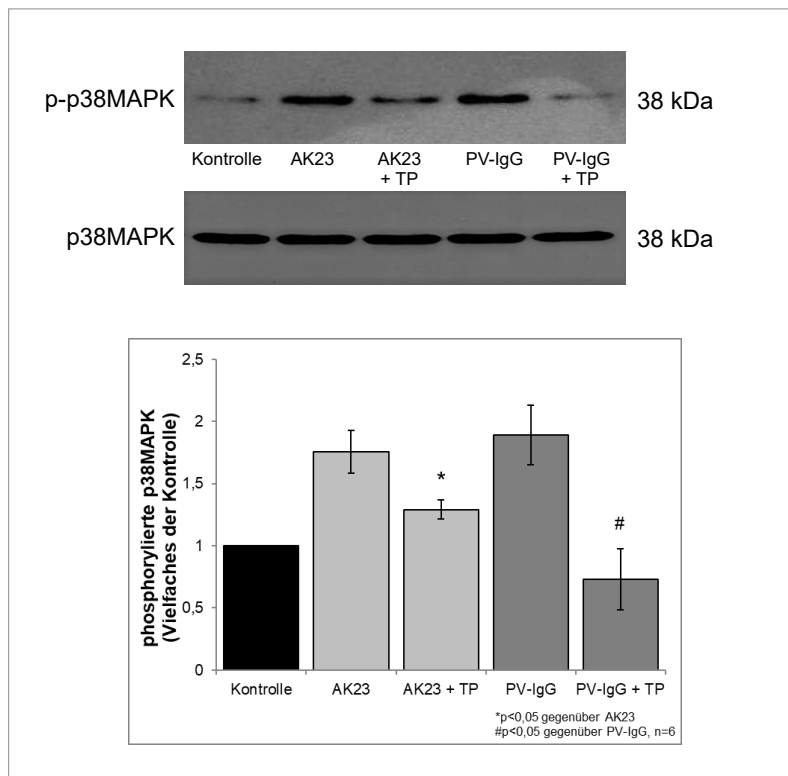 p-p38MAPK 38 kDa
Kontrolle AK23 AK23 + TP PV-IgG PV-IgG + TP
p38MAPK 38 kDa
phosphorylierte p38MAPK
(Vielfaches der Kontrolle)
2,5
2
1,5
1
0,5
0
*
#
Kontrolle AK23 AK23 + TP PV-IgG PV-IgG + TP
*p<0,05 gegenüber AK23
#p<0,05 gegenüber PV-IgG, n=6